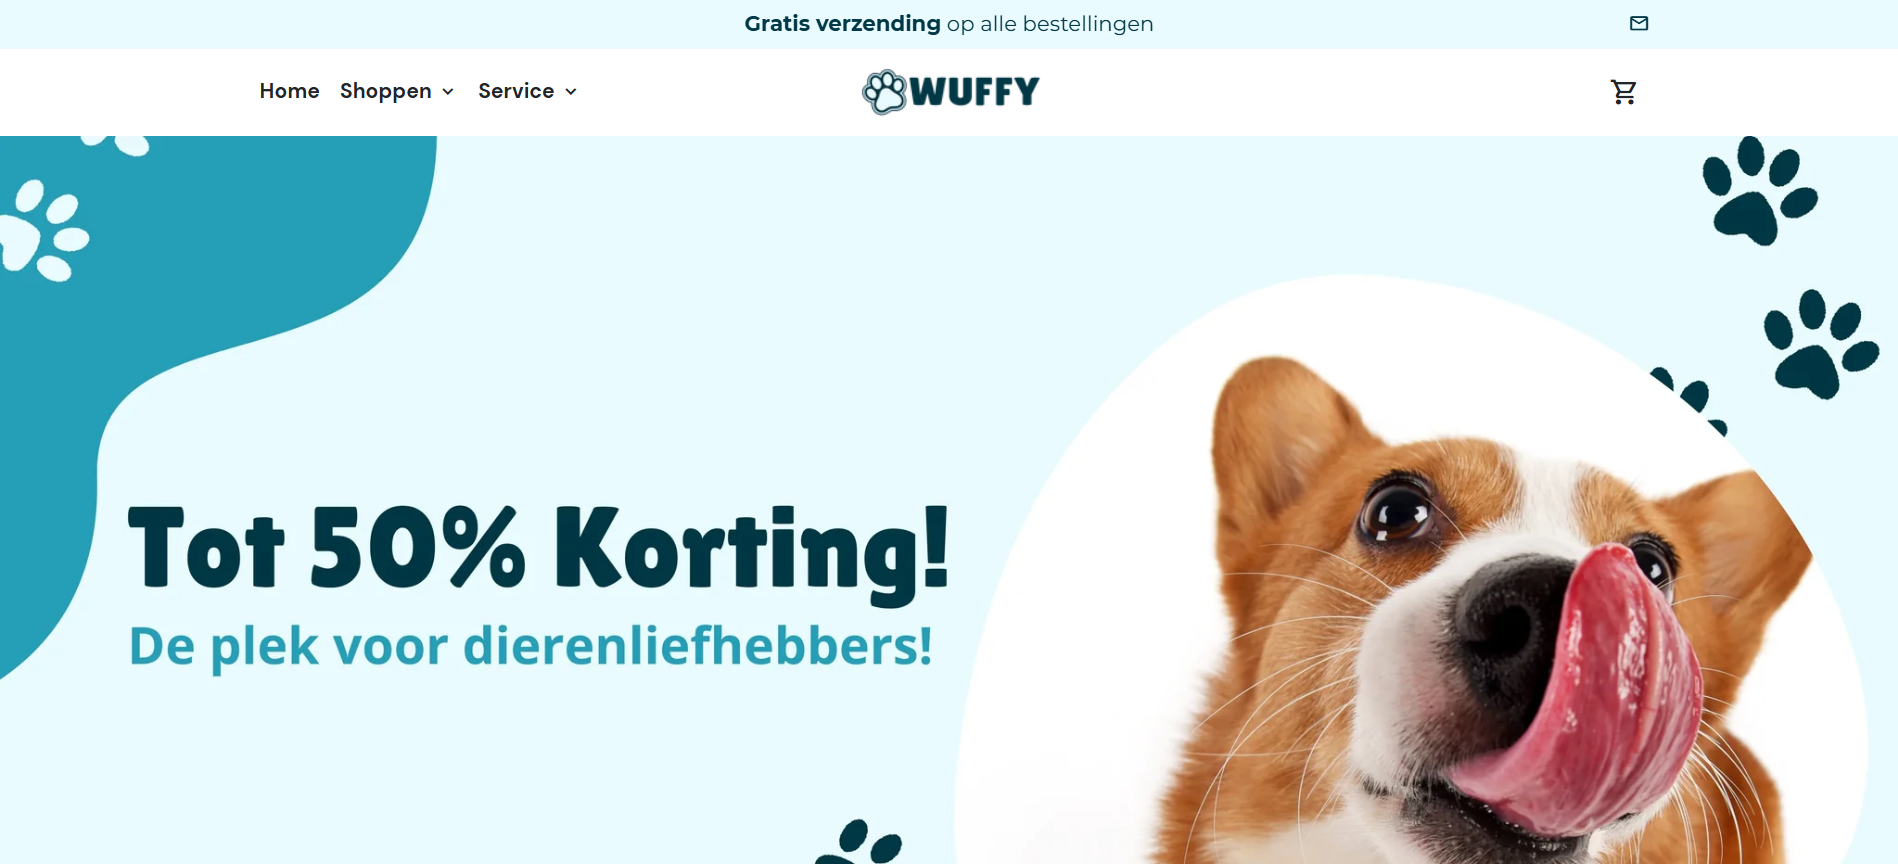 Gratis verzending op alle bestellingen
Home Shoppen Service
WUFFY
Tot 50% Korting!
De plek voor dierenliefhebbers!